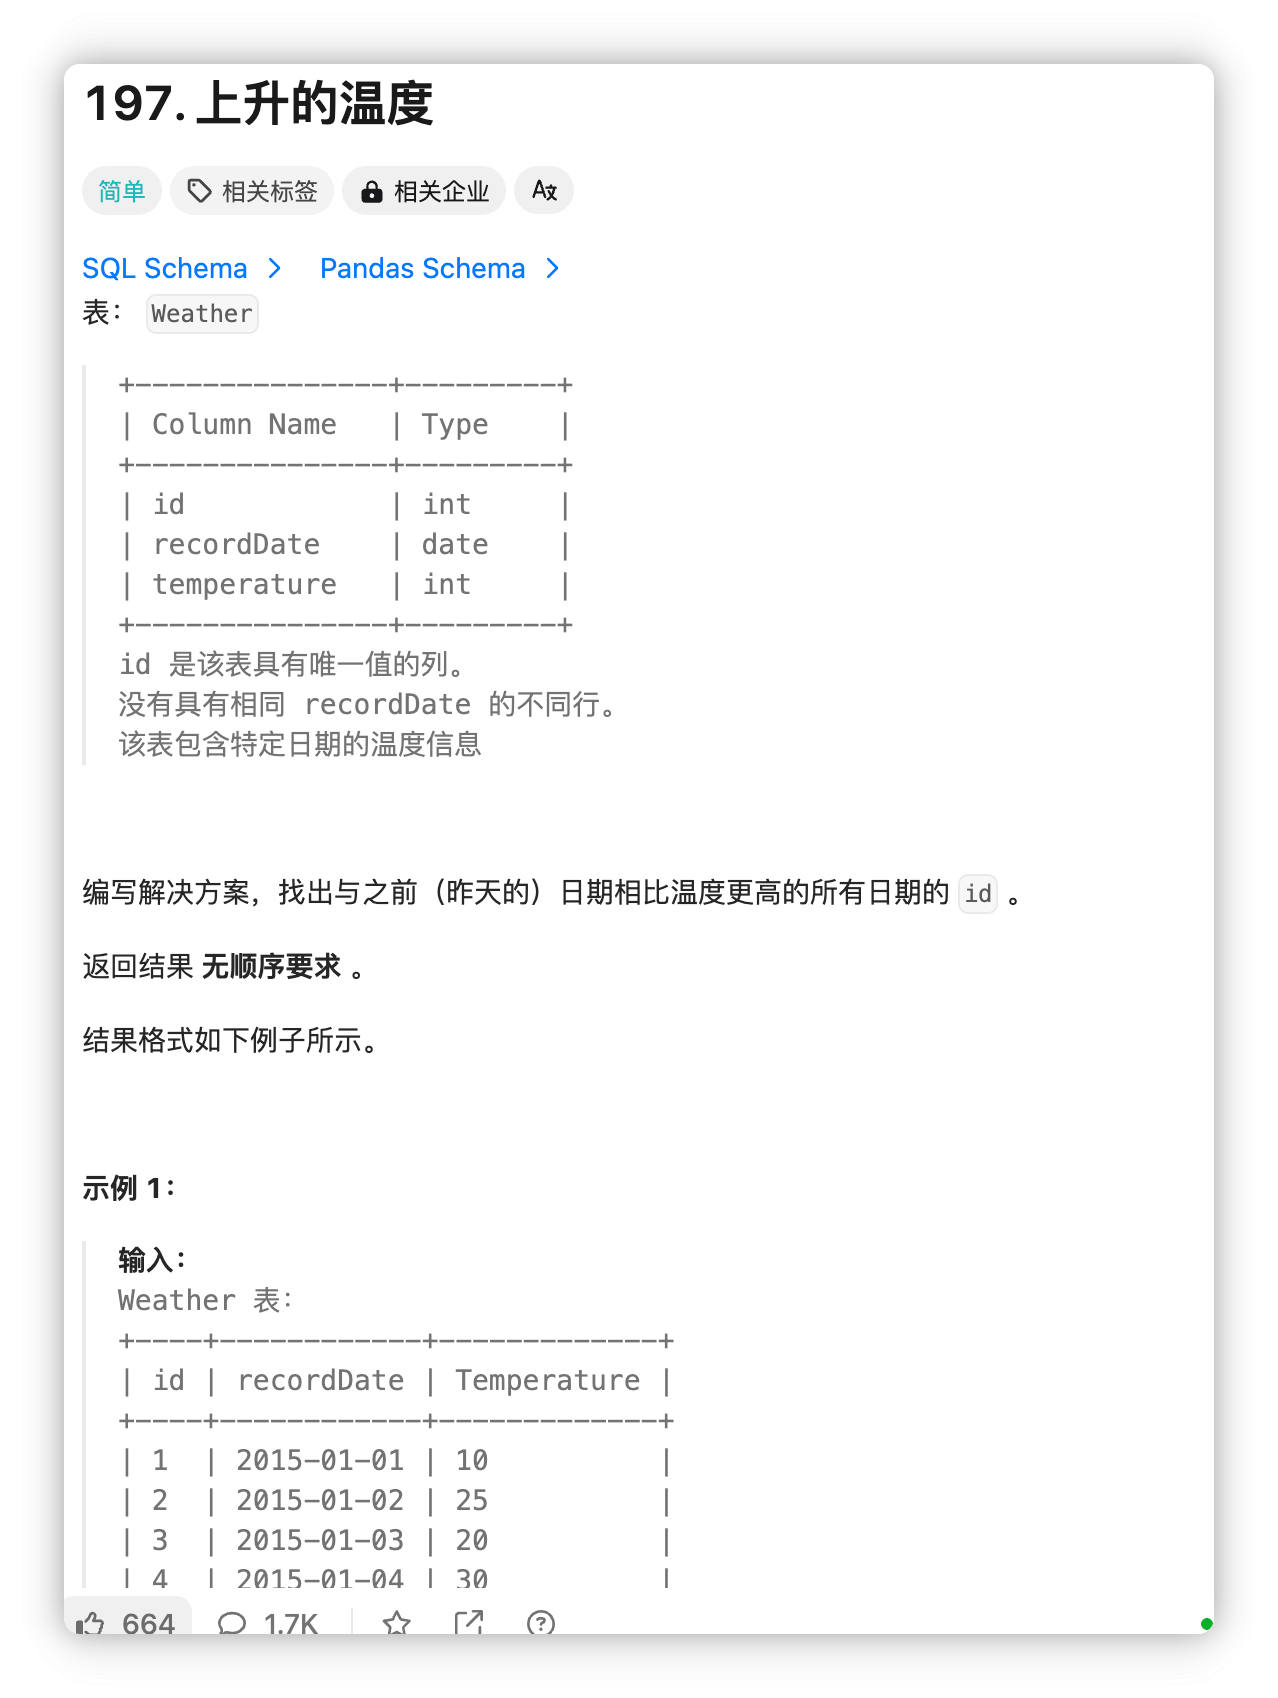 197. 上升的温度
简单 相关标签 相关企业
SQL Schema > Pandas Schema >
表： Weather
+---------------+---------+
| Column Name   | Type    |
+---------------+---------+
| id            | int     |
| recordDate    | date    |
| temperature   | int     |
+---------------+---------+
id 是该表具有唯一值的列。
没有具有相同 recordDate 的不同行。
该表包含特定日期的温度信息
编写解决方案，找出与之前（昨天的）日期相比温度更高的所有日期的 id 。
返回结果 无顺序要求 。
结果格式如下例子所示。
示例 1：
输入：
Weather 表：
+----+------------+-------------+
| id | recordDate | Temperature |
+----+------------+-------------+
| 1  | 2015-01-01 | 10          |
| 2  | 2015-01-02 | 25          |
| 3  | 2015-01-03 | 20          |
| 4  | 2015-01-04 | 30          |
664 1.7K